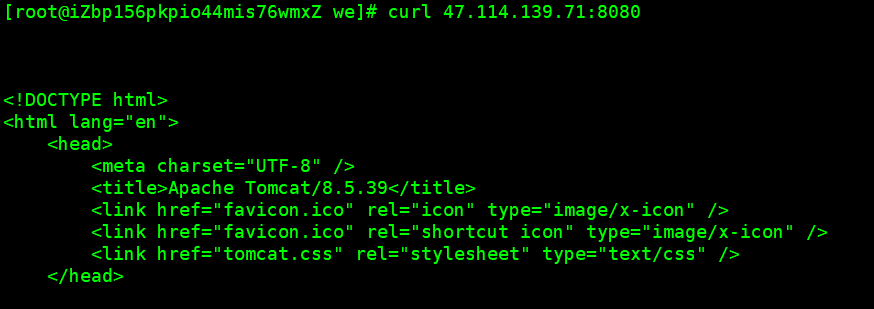 [root@iZbp156pkpio44mis76wmxZ we]# curl 47.114.139.71:8080
<!DOCTYPE html>
<html lang="en">
    <head>
        <meta charset="UTF-8" />
        <title>Apache Tomcat/8.5.39</title>
        <link href="favicon.ico" rel="icon" type="image/x-icon" />
        <link href="favicon.ico" rel="shortcut icon" type="image/x-icon" />
        <link href="tomcat.css" rel="stylesheet" type="text/css" />
    </head>